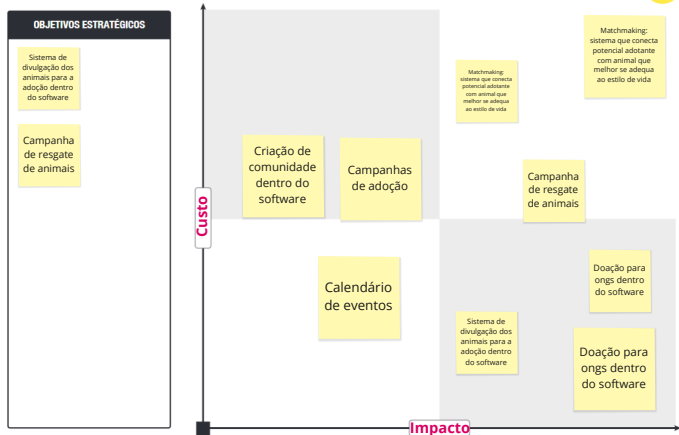 OBJETIVOS ESTRATÉGICOS
Sistema de
divulgação dos
animais para a
adoção dentro
do software
Campanha
de resgate
de animais
Custo
Criação de
comunidade
dentro do
software
Campanhas
de adoção
Calendário
de eventos
Matchmaking:
sistema que conecta
potencial adotante
com animal que
melhor se adequa
ao estilo de vida
Matchmaking:
sistema que conecta
potencial adotante
com animal que
melhor se adequa
ao estilo de vida
Campanha
de resgate
de animais
Doação para
ongs dentro
do software
Sistema de
divulgação dos
animais para a
adoção dentro
do software
Doação para
ongs dentro
do software
Impacto